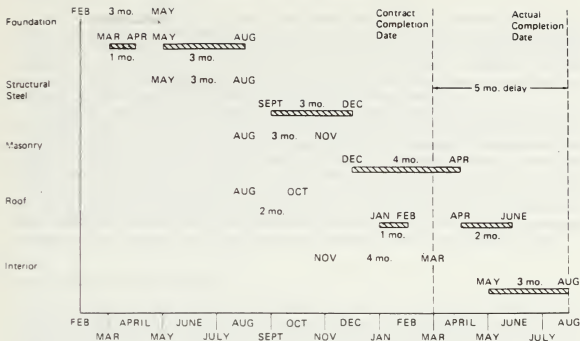 FEB 3 mo. MAY
Foundation
Contract Completion Date
Actual Completion Date
MAR APR MAY AUG
1 mo. 3 mo.
Structural Steel
MAY 3 mo. AUG
5 mo. delay
SEPT 3 mo. DEC
Masonry
AUG 3 mo. NOV
DEC 4 mo. APR
Roof
AUG OCT
2 mo.
JAN FEB APR JUNE
1 mo. 2 mo.
Interior
NOV 4 mo. MAR
MAY 3 mo. AUG
FEB APRIL JUNE AUG OCT DEC FEB APRIL JUNE AUG
MAR MAY JULY SEPT NOV JAN MAR MAY JULY